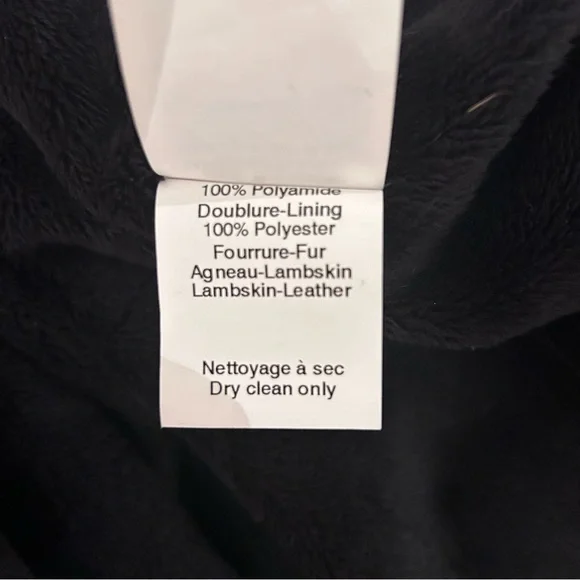 100% Polyamide
Doublure-Lining
100% Polyester
Fourrure-Fur
Agneau-Lambskin
Lambskin-Leather
Nettoyage à sec
Dry clean only